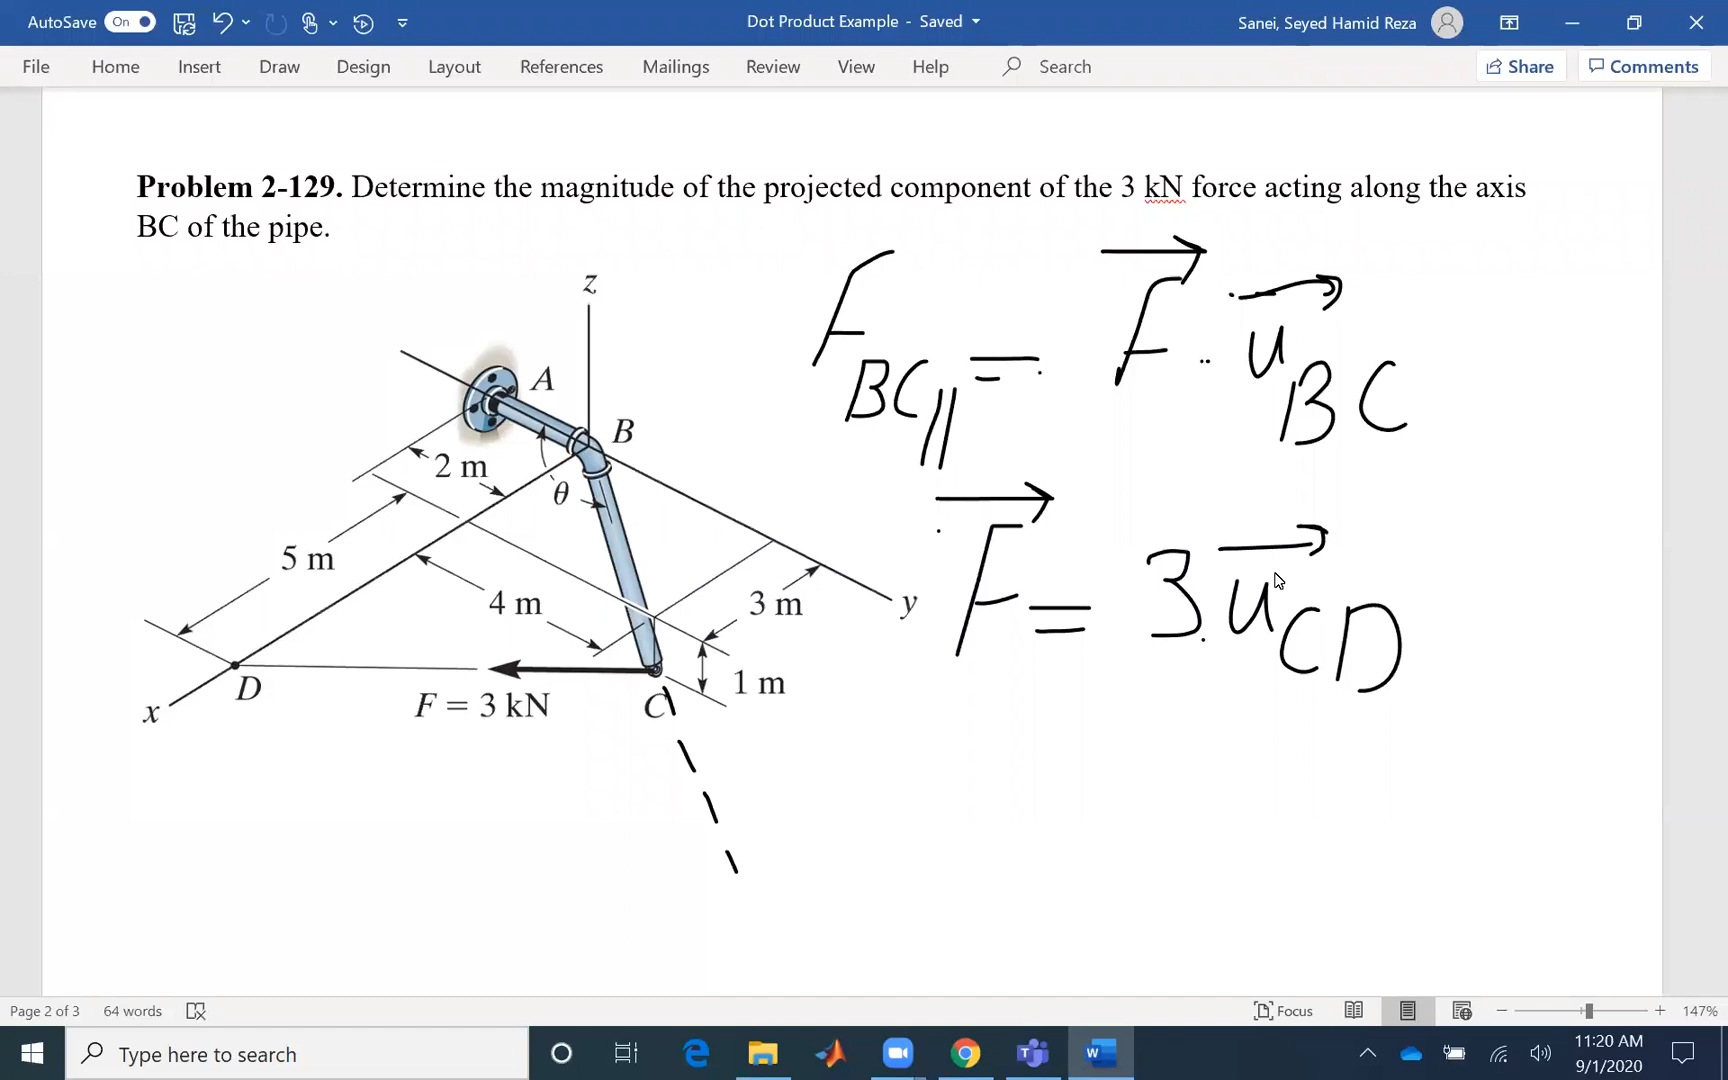 AutoSave On
Dot Product Example - Saved
Sanei, Seyed Hamid Reza
File Home Insert Draw Design Layout References Mailings Review View Help Search Share Comments
Problem 2-129. Determine the magnitude of the projected component of the 3 kN force acting along the axis
BC of the pipe.
F BC|| = F . u BC
F = 3 . u CD
z
A
B
2 m
θ
5 m
4 m
3 m
y
D
x
F = 3 kN
C
1 m
Page 2 of 3 64 words Focus 147%
Type here to search
11:20 AM
9/1/2020